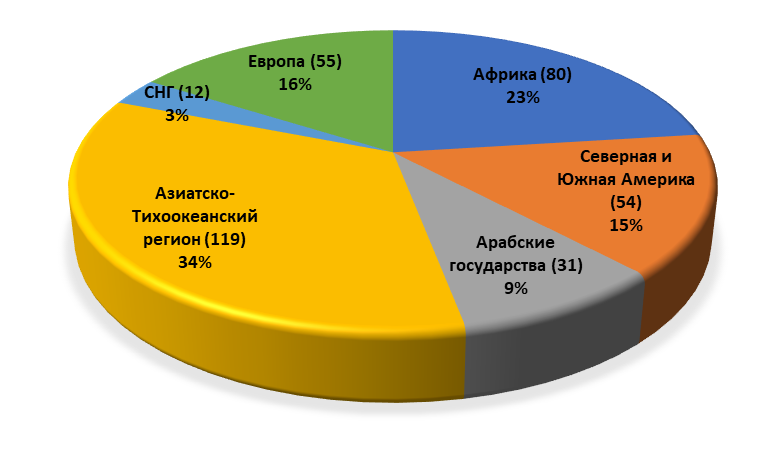 Европа (55)
16%
Африка (80)
23%
СНГ (12)
3%
Северная и
Южная Америка
(54)
15%
Азиатско-
Тихоокеанский
регион (119)
34%
Арабские
государства (31)
9%